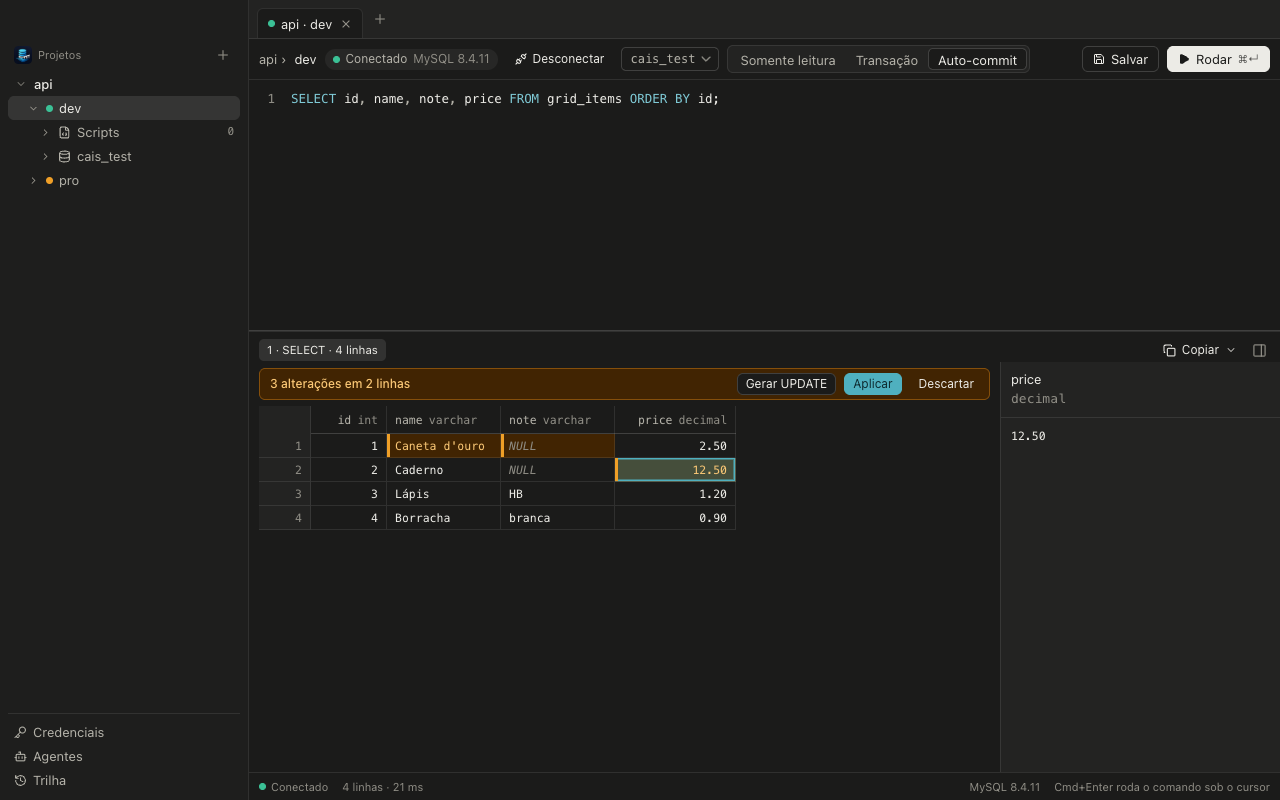 api · dev
Projetos
api › dev
Conectado MySQL 8.4.11
Desconectar
cais_test
Somente leitura
Transação
Auto-commit
Salvar
Rodar ⌘↵
api
dev
Scripts 0
cais_test
pro
1 SELECT id, name, note, price FROM grid_items ORDER BY id;
1 · SELECT · 4 linhas
Copiar
3 alterações em 2 linhas
Gerar UPDATE
Aplicar
Descartar
price
decimal
12.50
id int name varchar note varchar price decimal
1 1 Caneta d'ouro NULL 2.50
2 2 Caderno NULL 12.50
3 3 Lápis HB 1.20
4 4 Borracha branca 0.90
Credenciais
Agentes
Trilha
Conectado 4 linhas · 21 ms
MySQL 8.4.11 Cmd+Enter roda o comando sob o cursor